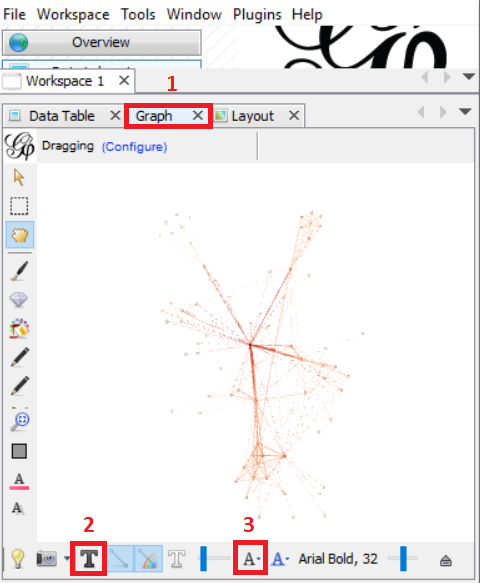 File Workspace Tools Window Plugins Help
Overview
Workspace 1
1
Data Table Graph Layout
Dragging (Configure)
A
A
2
3
T T A A Arial Bold, 32